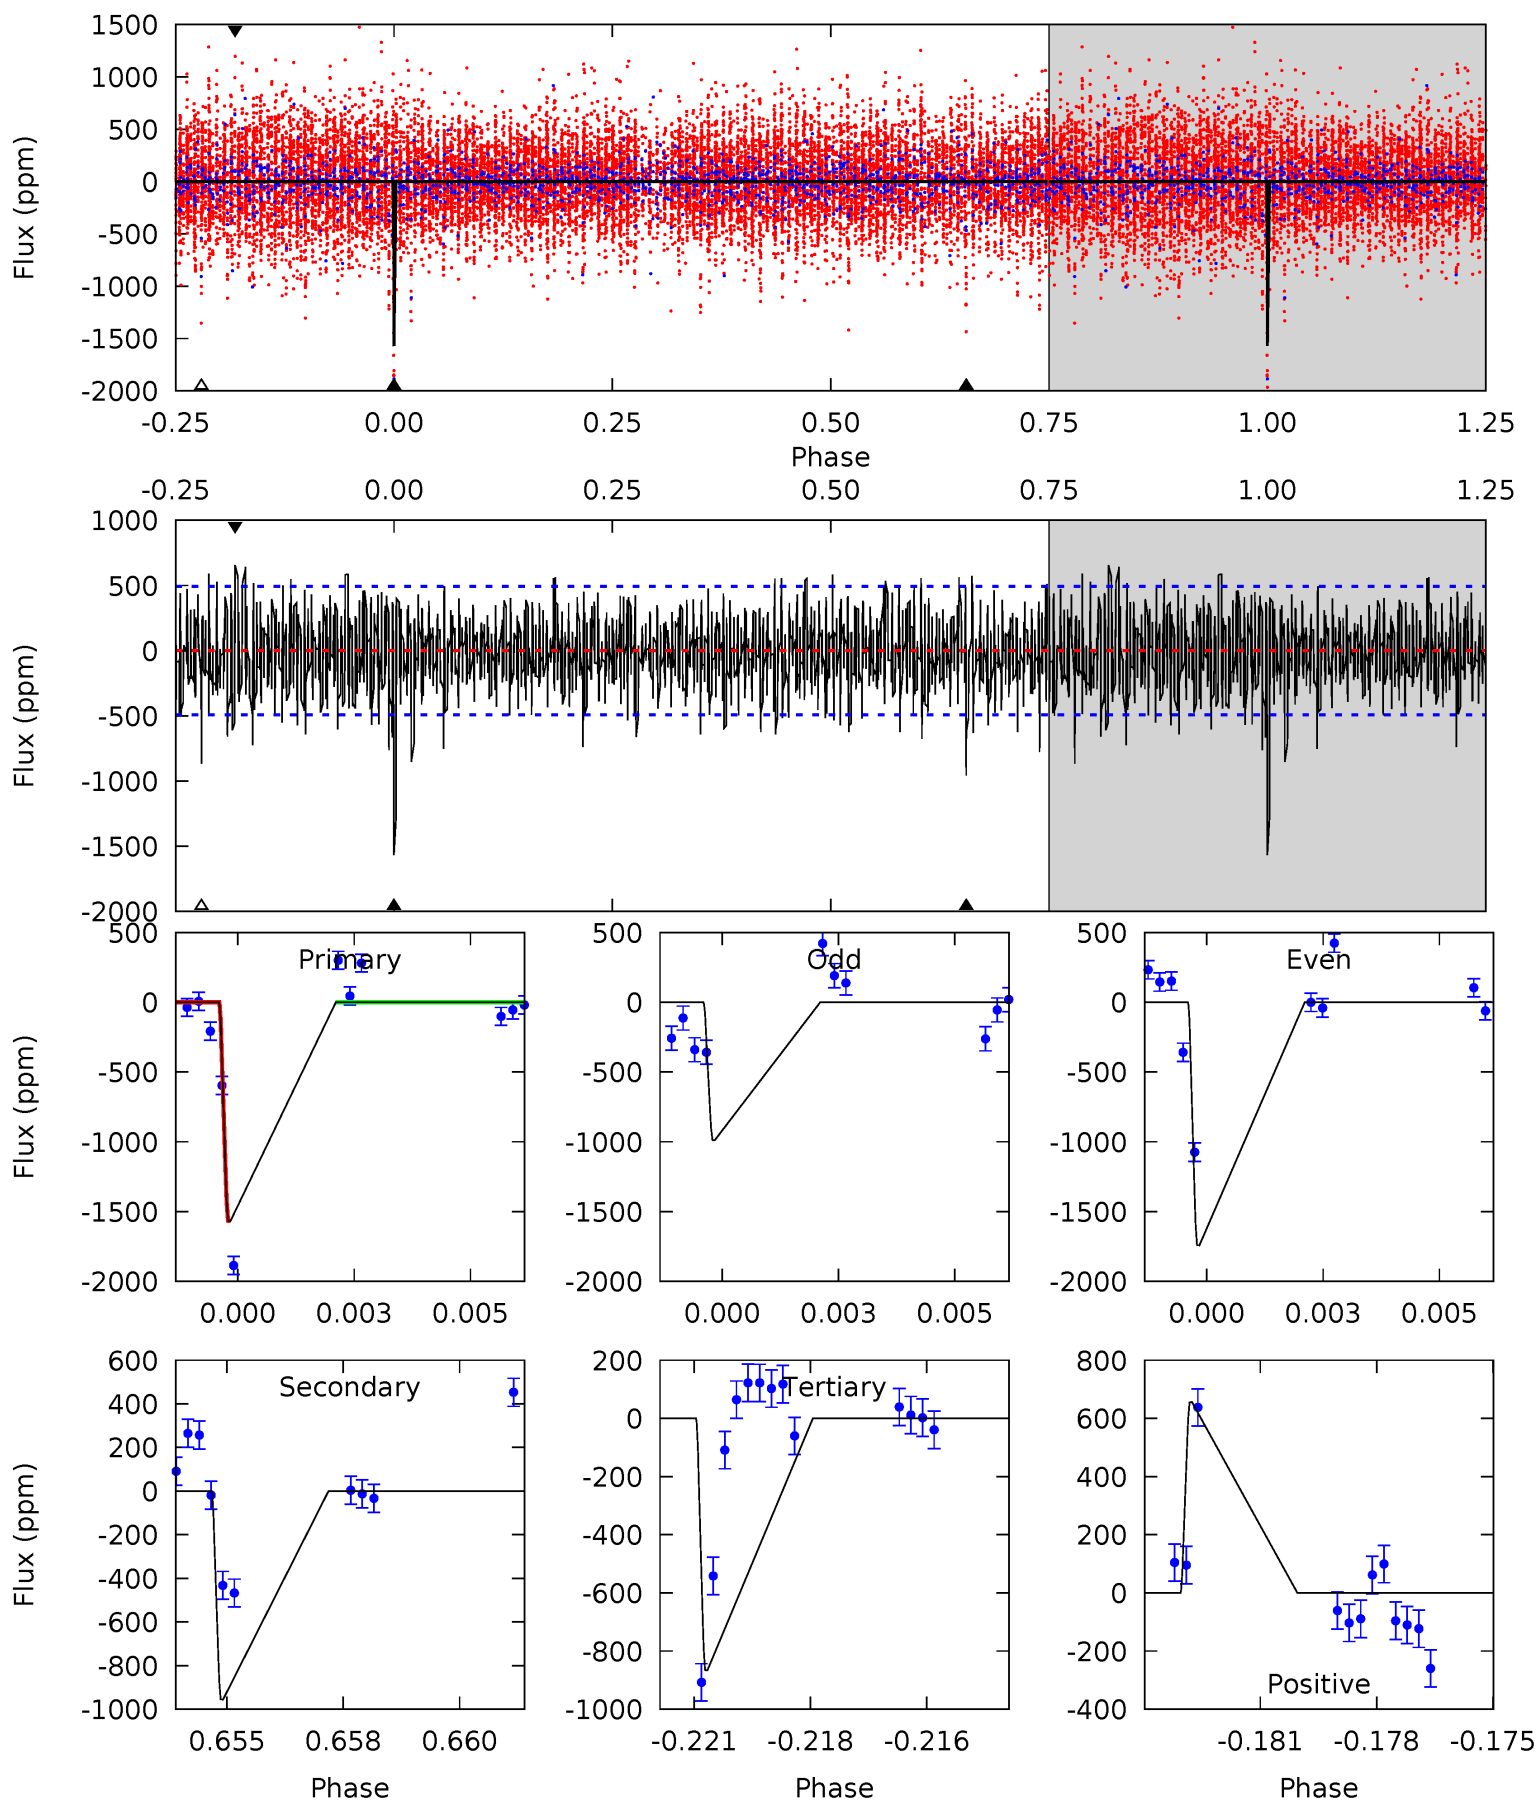 1500
1000
500
0
-500
-1000
-1500
-2000
Flux (ppm)
-0.25 0.00 0.25 0.50 0.75 1.00 1.25
Phase
-0.25 0.00 0.25 0.50 0.75 1.00 1.25
1000
500
0
-500
-1000
-1500
-2000
Flux (ppm)
Primary Odd Even
500 500 500
0 0 0
-500 -500 -500
-1000 -1000 -1000
-1500 -1500 -1500
-2000 -2000 -2000
Flux (ppm)
0.000 0.003 0.005 0.000 0.003 0.005 0.000 0.003 0.005
Secondary Tertiary Positive
600 400 200 0 -200 -400 -600 -800 -1000
200 0 -200 -400 -600 -800 -1000
800 600 400 200 0 -200 -400
Flux (ppm)
0.655 0.658 0.660 -0.221 -0.218 -0.216 -0.181 -0.178 -0.175
Phase Phase Phase